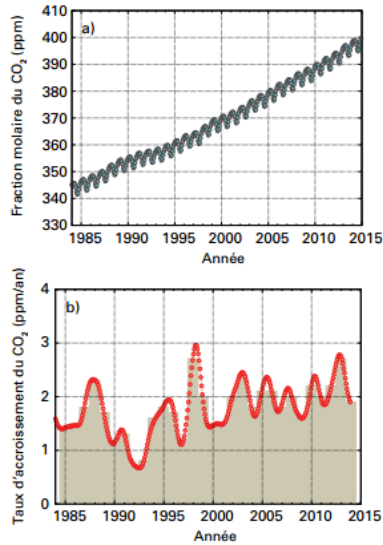 a)
Fraction molaire du CO₂ (ppm)
410
400
390
380
370
360
350
340
330
1985 1990 1995 2000 2005 2010 2015
Année
b)
Taux d'accroissement du CO₂ (ppm/an)
4
3
2
1
0
1985 1990 1995 2000 2005 2010 2015
Année